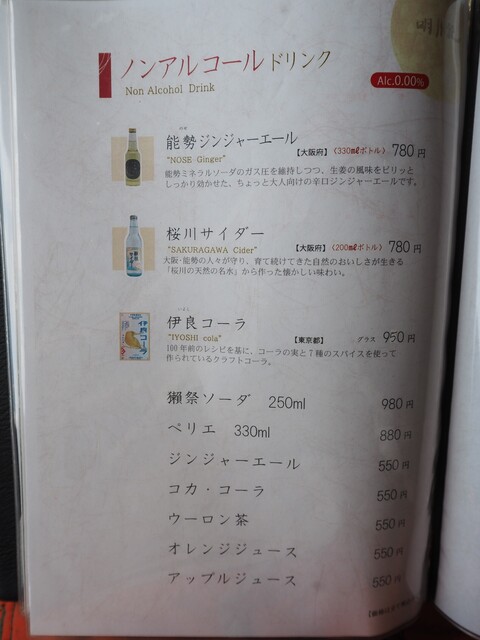 ノンアルコールドリンク
Non Alcohol Drink
Alc.0.00%
能勢ジンジャーエール
"NOSE Ginger"
【大阪府】(330mlボトル) 780円
能勢ミネラルソーダのガス圧を維持しつつ、生姜の風味をピリッと
しっかり効かせた、ちょっと大人向けの辛口ジンジャーエールです。
桜川サイダー
"SAKURAGAWA Cider"
【大阪府】(200mlボトル) 780円
大阪・能勢の人々が守り、育て続けてきた自然のおいしさが生きる
「桜川の天然の名水」から作った懐かしい味わい。
いよし
伊良コーラ
"IYOSHI cola"
【東京都】 グラス 950円
100年前のレシピを基に、コーラの実と7種のスパイスを使って
作られているクラフトコーラ。
伊良コーラ
獺祭ソーダ 250ml 980円
ペリエ 330ml 880円
ジンジャーエール 550円
コカ・コーラ 550円
ウーロン茶 550円
オレンジジュース 550円
アップルジュース 550円